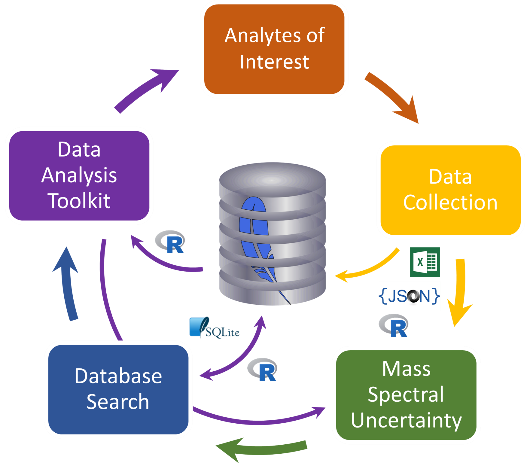 Analytes of
Interest
Data
Analysis
Toolkit
Data
Collection
R
X
{JSON}
SQLite
R
R
Database
Search
Mass
Spectral
Uncertainty